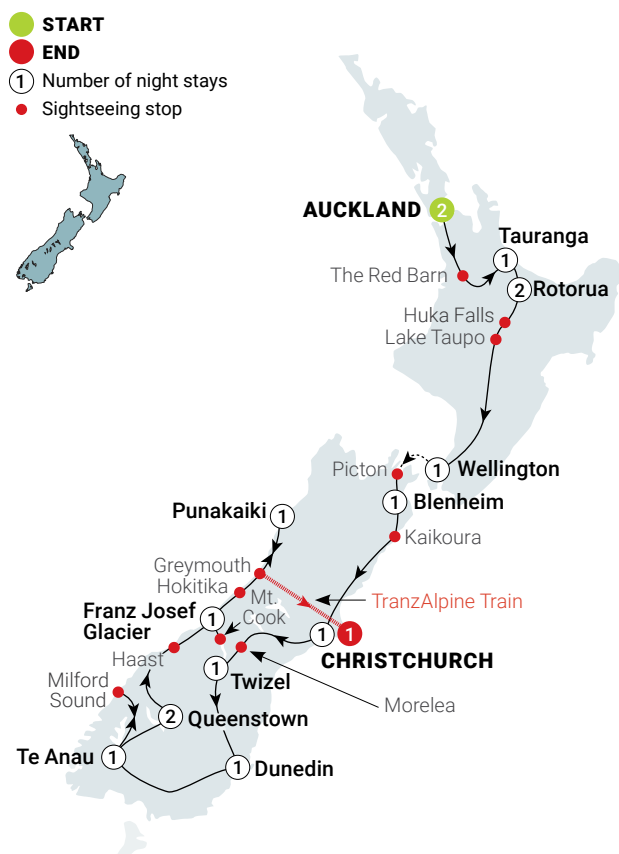 START
END
1 Number of night stays
Sightseeing stop
AUCKLAND 2
Tauranga
1
The Red Barn
2 Rotorua
Huka Falls
Lake Taupo
Picton
1 Wellington
1 Blenheim
Punakaiki 1
Kaikoura
Greymouth
Hokitika
Mt.
Cook
TranzAlpine Train
Franz Josef
Glacier
1
1
1
CHRISTCHURCH
Haast
1
Twizel
Milford
Sound
Morelea
2
Queenstown
Te Anau 1
1 Dunedin